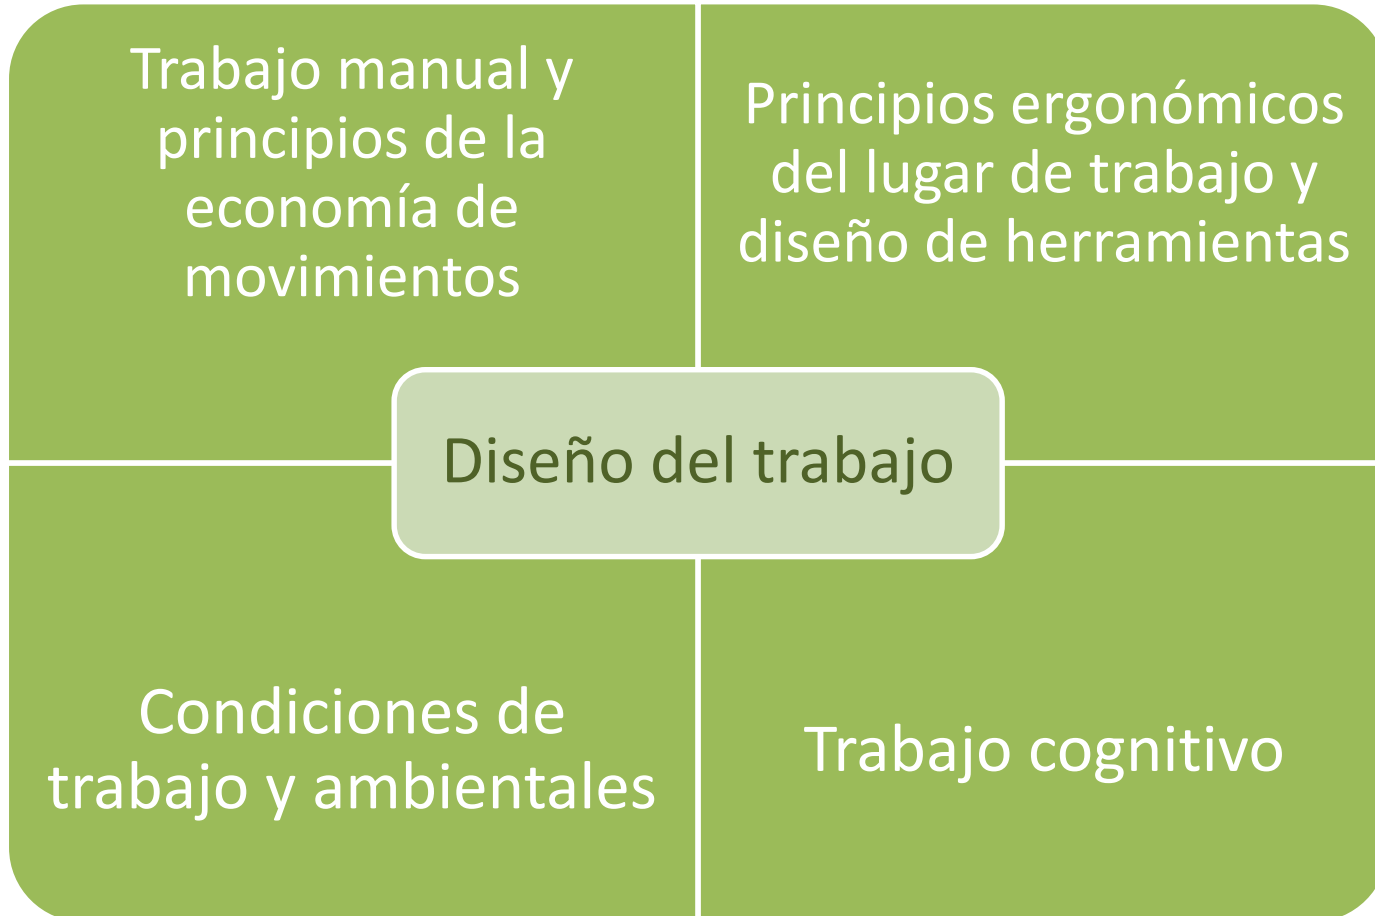 Trabajo manual y
principios de la
economía de
movimientos
Principios ergonómicos
del lugar de trabajo y
diseño de herramientas
Diseño del trabajo
Condiciones de
trabajo y ambientales
Trabajo cognitivo